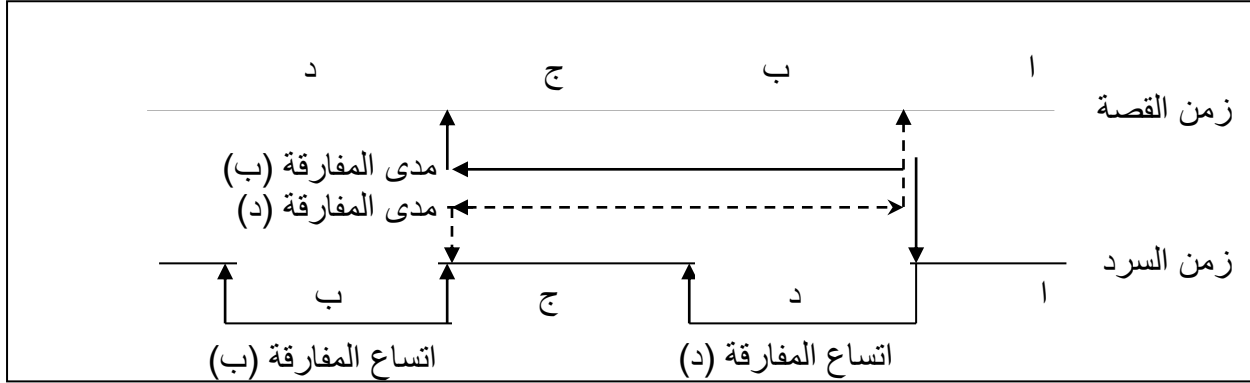 ا ب ج د
زمن القصة
مدى المفارقة (ب)
مدى المفارقة (د)
زمن السرد
ا د ج ب
اتساع المفارقة (د) اتساع المفارقة (ب)